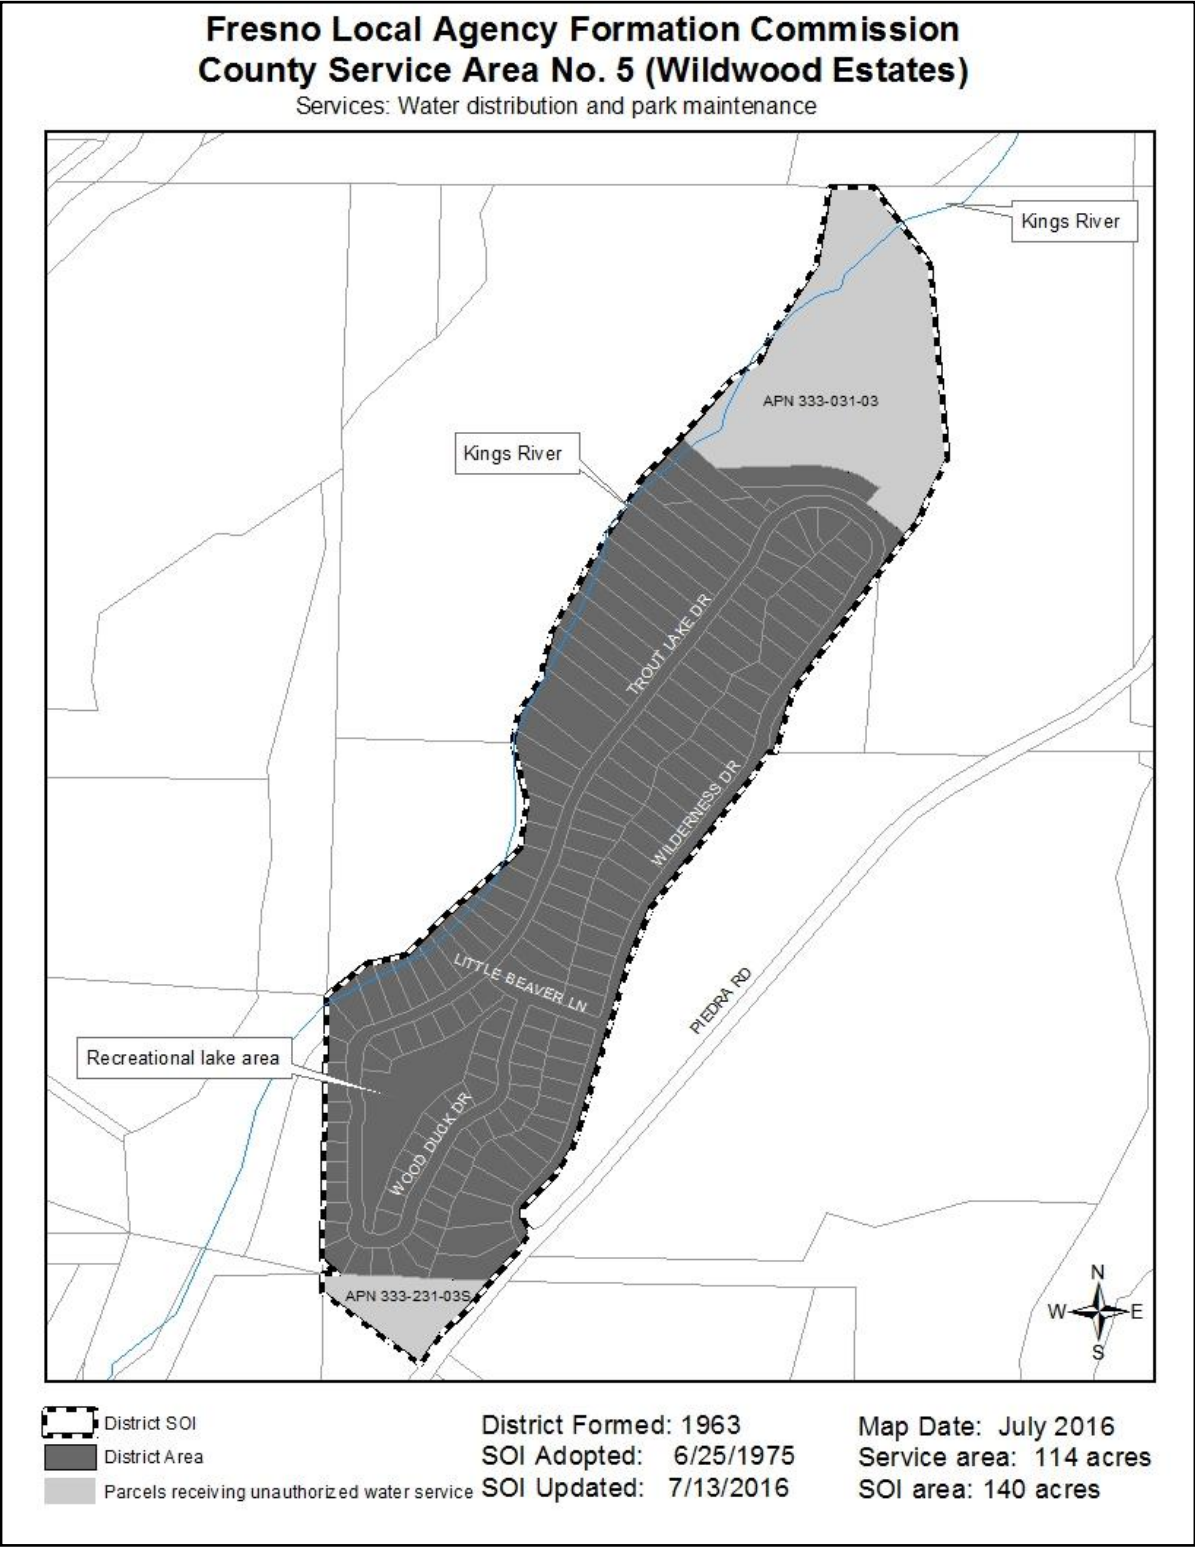 Fresno Local Agency Formation Commission
County Service Area No. 5 (Wildwood Estates)
Services: Water distribution and park maintenance
Kings River
APN 333-031-03
Kings River
TROUT LAKE DR
WILDERNESS DR
LITTLE BEAVER LN
PIEDRA RD
Recreational lake area
WOOD DUCK DR
APN 333-231-03S
N
W E
S
District SOI
District Area
Parcels receiving unauthorized water service
District Formed: 1963
SOI Adopted: 6/25/1975
SOI Updated: 7/13/2016
Map Date: July 2016
Service area: 114 acres
SOI area: 140 acres